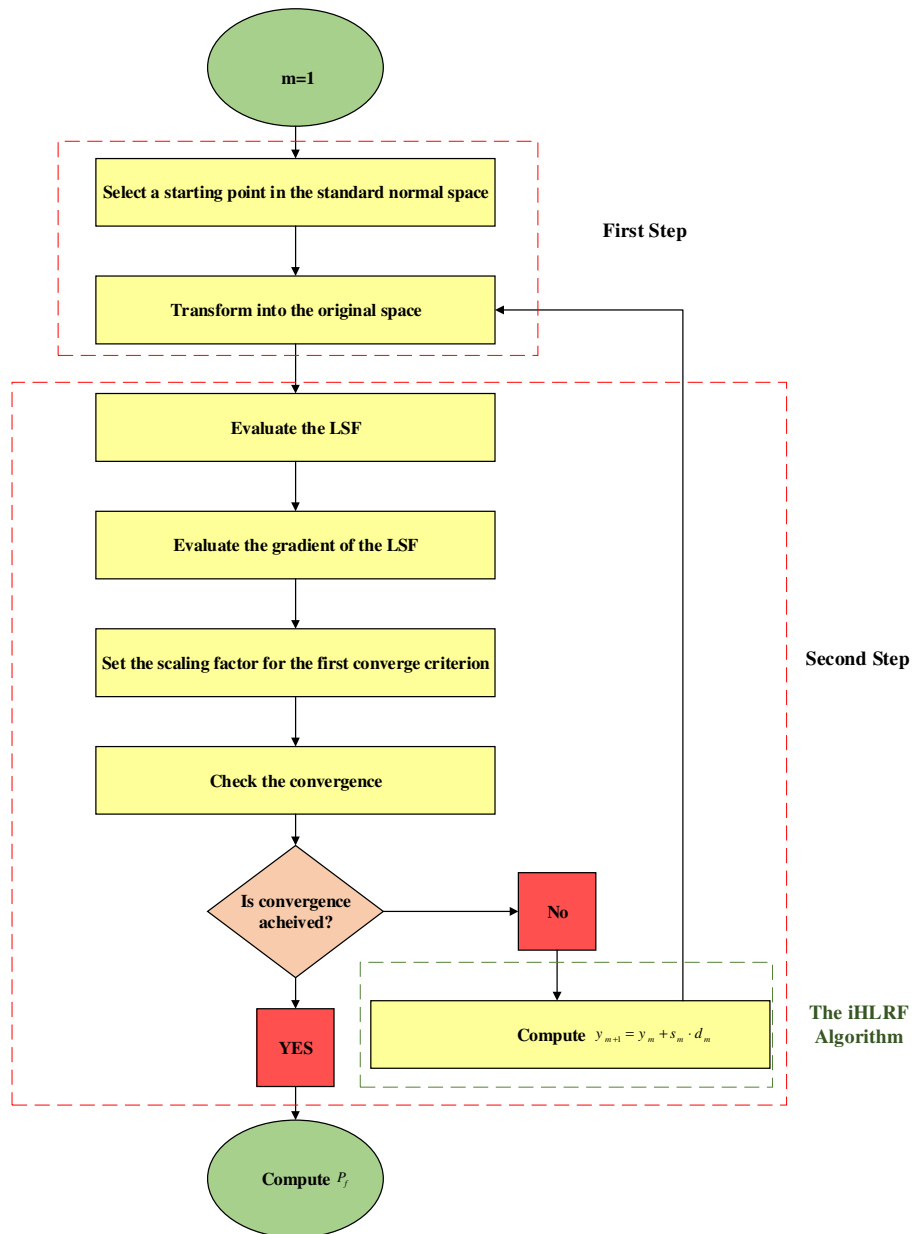 m=1
Select a starting point in the standard normal space
First Step
Transform into the original space
Evaluate the LSF
Evaluate the gradient of the LSF
Set the scaling factor for the first converge criterion
Second Step
Check the convergence
Is convergence
acheived?
No
YES
Compute y_{m+1} = y_m + s_m · d_m
The iHLRF
Algorithm
Compute P_f